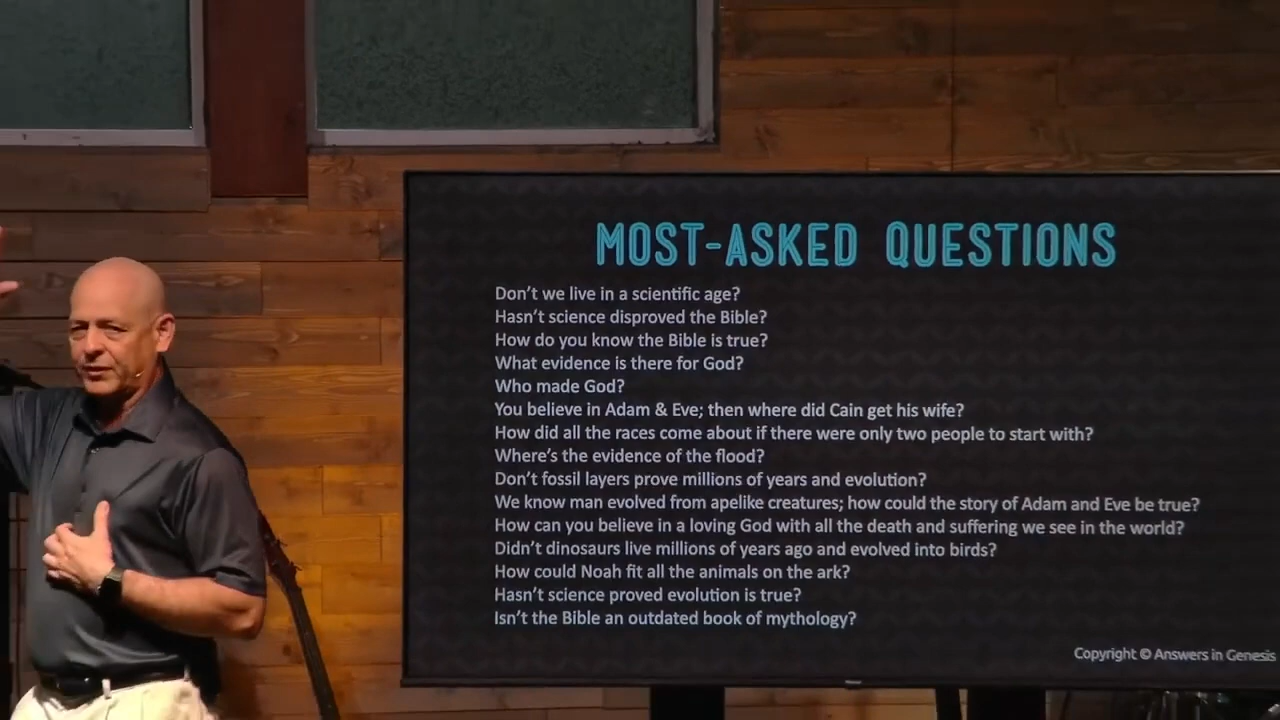 MOST-ASKED QUESTIONS
Don't we live in a scientific age?
Hasn't science disproved the Bible?
How do you know the Bible is true?
What evidence is there for God?
Who made God?
You believe in Adam & Eve; then where did Cain get his wife?
How did all the races come about if there were only two people to start with?
Where's the evidence of the flood?
Don't fossil layers prove millions of years and evolution?
We know man evolved from apelike creatures; how could the story of Adam and Eve be true?
How can you believe in a loving God with all the death and suffering we see in the world?
Didn't dinosaurs live millions of years ago and evolved into birds?
How could Noah fit all the animals on the ark?
Hasn't science proved evolution is true?
Isn't the Bible an outdated book of mythology?
Copyright © Answers in Genesis